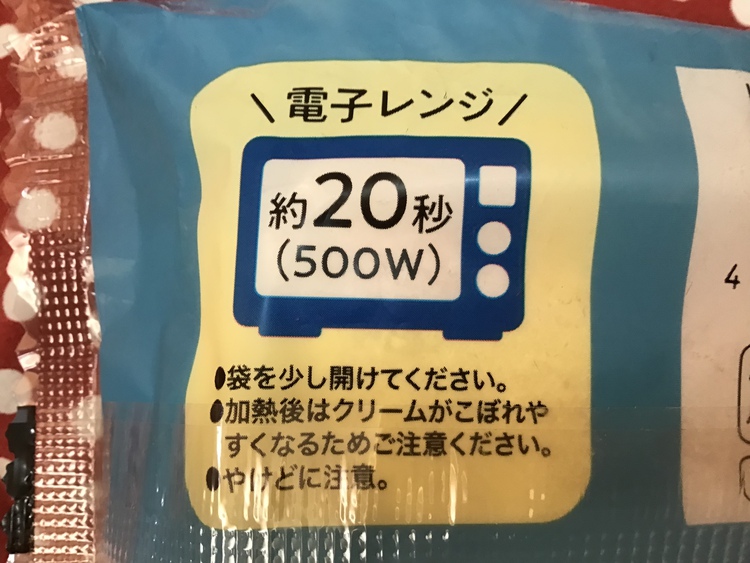 \ 電子レンジ /
約20秒
(500W)
●袋を少し開けてください。
●加熱後はクリームがこぼれや
すくなるためご注意ください。
●やけどに注意。
4